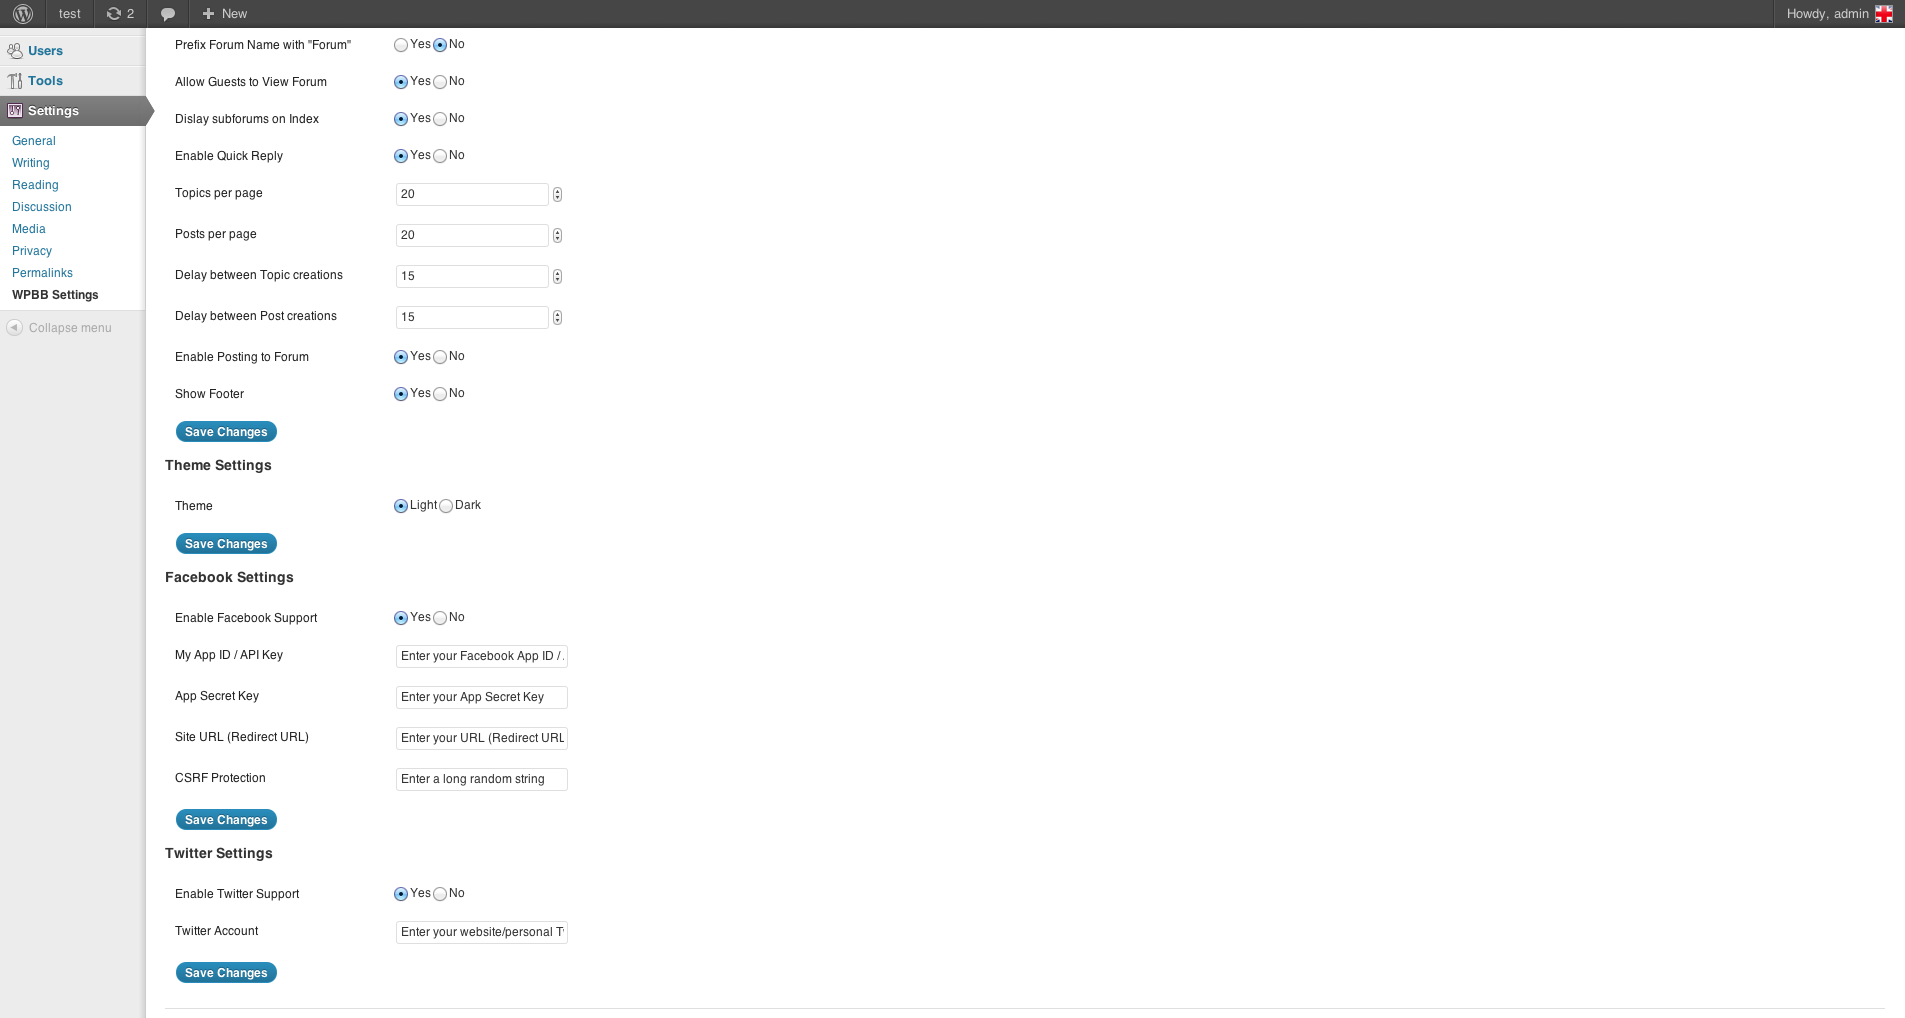 test 2 New Howdy, admin
Users
Tools
Settings
General
Writing
Reading
Discussion
Media
Privacy
Permalinks
WPBB Settings
Collapse menu
Prefix Forum Name with "Forum" Yes No
Allow Guests to View Forum Yes No
Dislay subforums on Index Yes No
Enable Quick Reply Yes No
Topics per page 20
Posts per page 20
Delay between Topic creations 15
Delay between Post creations 15
Enable Posting to Forum Yes No
Show Footer Yes No
Save Changes
Theme Settings
Theme Light Dark
Save Changes
Facebook Settings
Enable Facebook Support Yes No
My App ID / API Key Enter your Facebook App ID /
App Secret Key Enter your App Secret Key
Site URL (Redirect URL) Enter your URL (Redirect URL
CSRF Protection Enter a long random string
Save Changes
Twitter Settings
Enable Twitter Support Yes No
Twitter Account Enter your website/personal
Save Changes